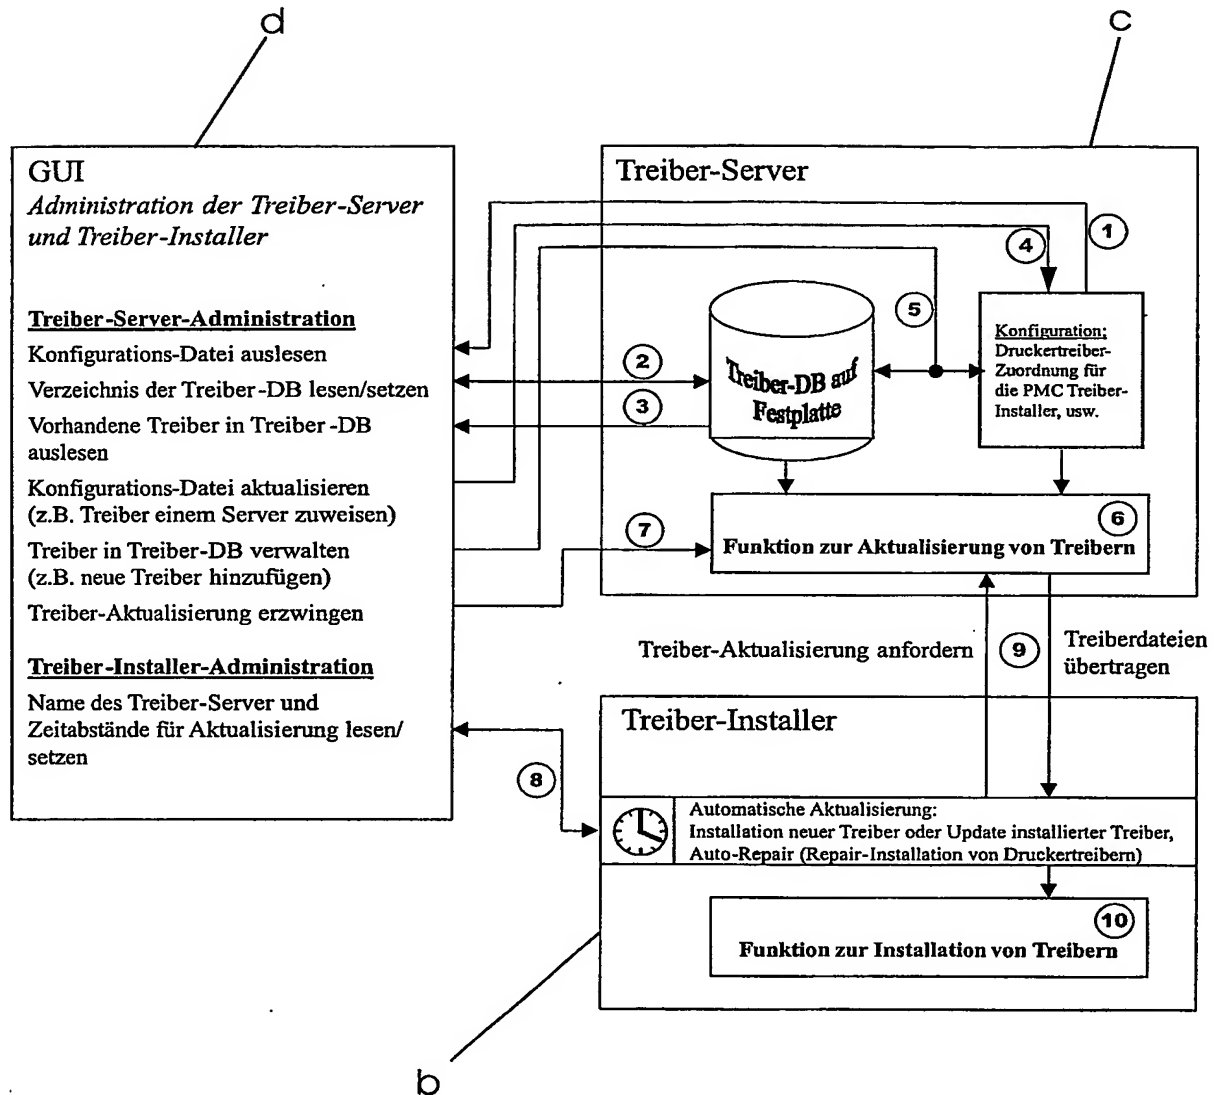 d
c
GUI
Administration der Treiber-Server
und Treiber-Installer
Treiber-Server-Administration
Konfigurations-Datei auslesen
Verzeichnis der Treiber-DB lesen/setzen
Vorhandene Treiber in Treiber-DB
auslesen
Konfigurations-Datei aktualisieren
(z.B. Treiber einem Server zuweisen)
Treiber in Treiber-DB verwalten
(z.B. neue Treiber hinzufügen)
Treiber-Aktualisierung erzwingen
Treiber-Installer-Administration
Name des Treiber-Server und
Zeitabstände für Aktualisierung lesen/
setzen
Treiber-Server
1
4
5
2
3
Treiber-DB auf
Festplatte
Konfiguration:
Druckertreiber-
Zuordnung für
die PMC Treiber-
Installer, usw.
6
7
Funktion zur Aktualisierung von Treibern
Treiber-Aktualisierung anfordern
9
Treiberdateien
übertragen
Treiber-Installer
8
Automatische Aktualisierung:
Installation neuer Treiber oder Update installierter Treiber,
Auto-Repair (Repair-Installation von Druckertreibern)
10
Funktion zur Installation von Treibern
b